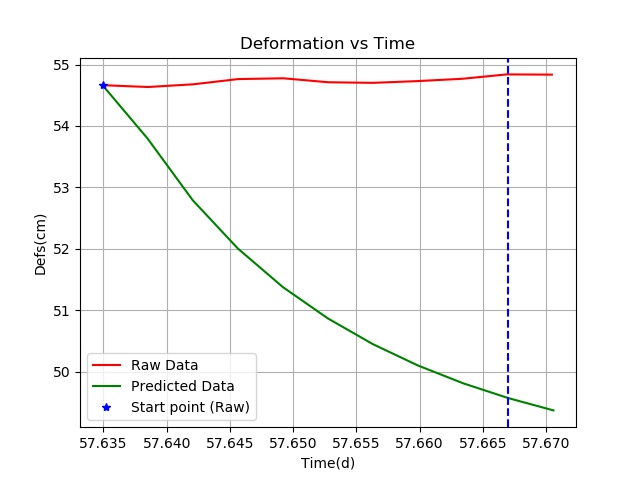 Deformation vs Time
Defs(cm)
55
54
53
52
51
50
Raw Data
Predicted Data
Start point (Raw)
57.635 57.640 57.645 57.650 57.655 57.660 57.665 57.670
Time(d)